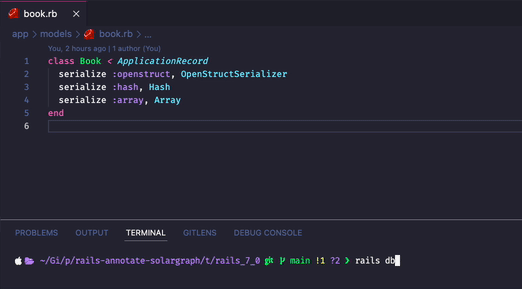 book.rb
app > models > book.rb > ...
You, 2 hours ago | 1 author (You)
1 class Book < ApplicationRecord
2 serialize :openstruct, OpenStructSerializer
3 serialize :hash, Hash
4 serialize :array, Array
5 end
6
PROBLEMS OUTPUT TERMINAL GITLENS DEBUG CONSOLE
~/Gi/p/rails-annotate-solargraph/t/rails_7_0 git main !1 ?2 ❯ rails db